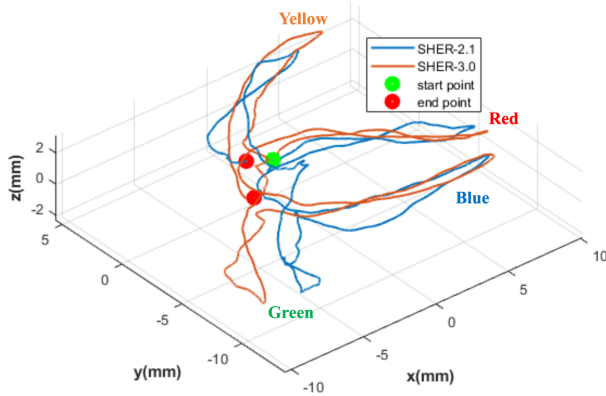 Yellow
SHER-2.1
SHER-3.0
start point
end point
Red
Blue
Green
z(mm)
2
0
-2
y(mm)
5
0
-5
-10
x(mm)
-10
-5
0
5
10